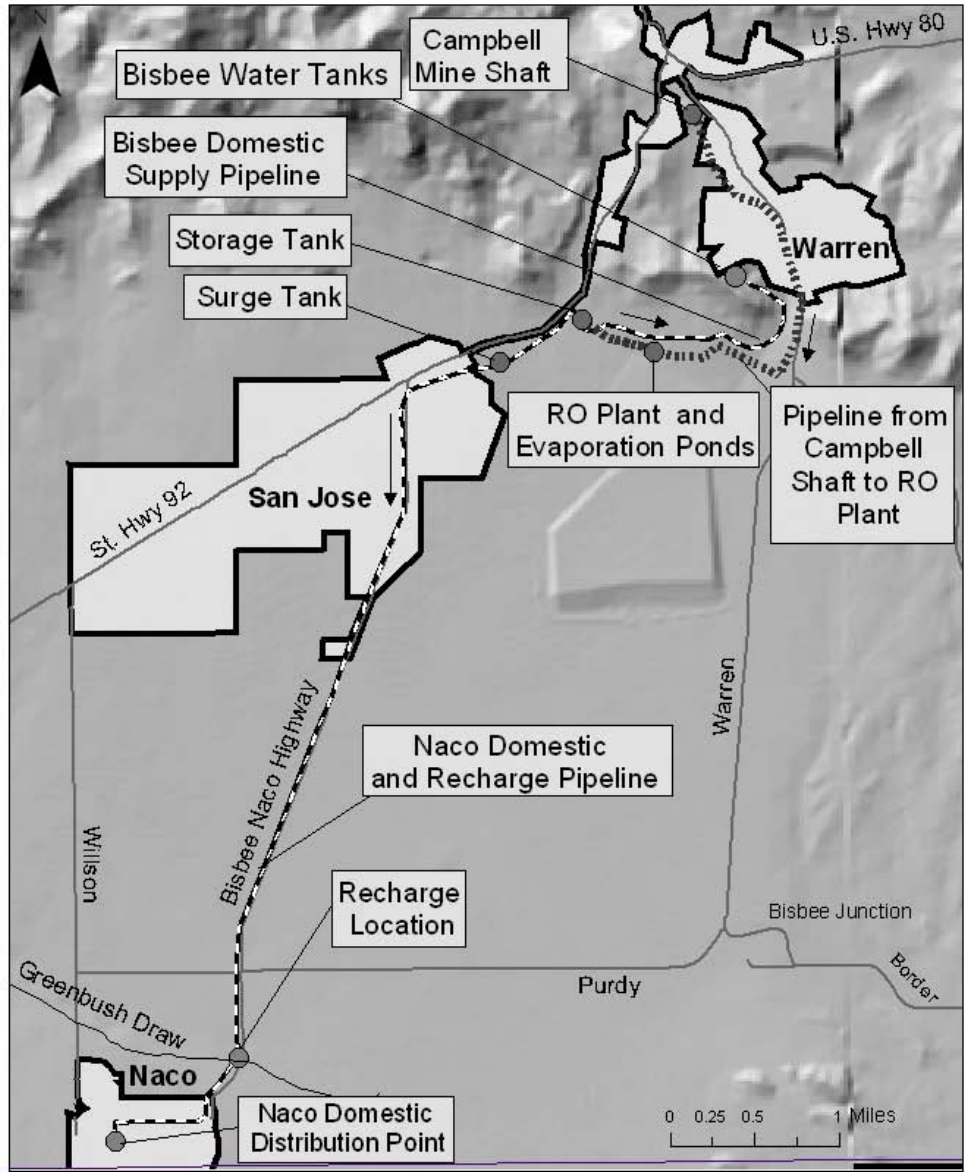 N
U.S. Hwy 80
Campbell
Mine Shaft
Bisbee Water Tanks
Bisbee Domestic
Supply Pipeline
Storage Tank
Surge Tank
Warren
RO Plant and
Evaporation Ponds
Pipeline from
Campbell
Shaft to RO
Plant
San Jose
St. Hwy 92
Bisbee Naco Highway
Naco Domestic
and Recharge Pipeline
Warren
Willson
Recharge
Location
Bisbee Junction
Border
Purdy
Greenbush Draw
Naco
Naco Domestic
Distribution Point
0 0.25 0.5 1 Miles